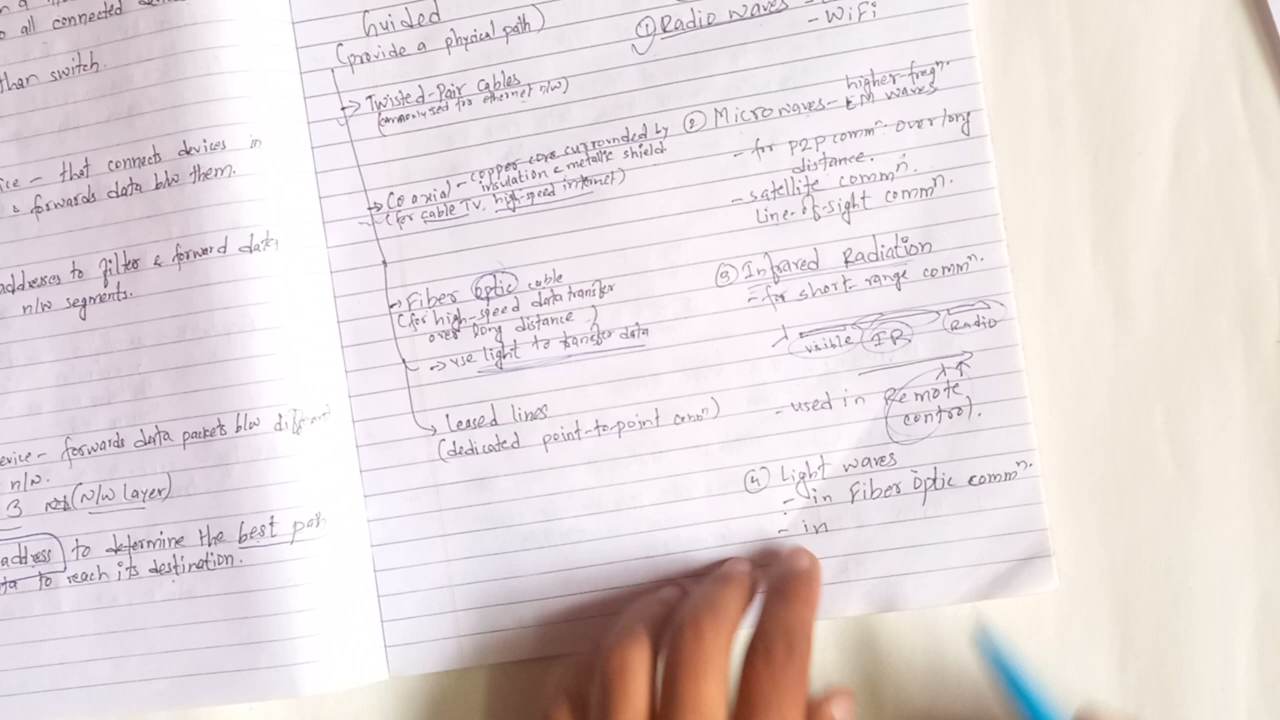 all connected
than switch.
ice - that connects devices in
& forwards data b/w them.
addresses to filter & forward data
n/w segments.
evice - forwards data packets b/w different
n/w.
3 (N/W Layer)
address to determine the best path
ta to reach its destination.
Guided
(provide a physical path)
→ Twisted-Pair Cables
(commonly used for ethernet n/w)
→ Coaxial - copper core surrounded by
insulation & metallic shield
(for cable TV, high-speed internet)
→ Fiber optic cable
(for high-speed data transfer
over long distance)
→ use light to transfer data
→ Leased lines
(dedicated point-to-point connⁿ)
① Radio waves -
- WiFi
② Microwaves - higher-freqⁿ.
EM waves
- for P2P commⁿ. over long
distance.
- satellite commⁿ.
Line-of-sight commⁿ.
③ Infrared Radiation
- for short-range commⁿ.
λ visible IR Radio
λ ↑
- used in Remote
control.
④ Light waves
- in Fiber Optic commⁿ.
- in